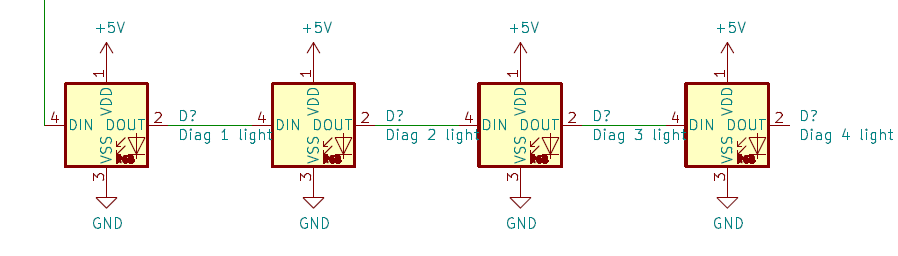 +5V +5V +5V +5V
1 1 1 1
VDD VDD VDD VDD
4 DIN DOUT 2 D? 4 DIN DOUT 2 D? 4 DIN DOUT 2 D? 4 DIN DOUT 2 D?
Diag 1 light Diag 2 light Diag 3 light Diag 4 light
VSS RGB VSS RGB VSS RGB VSS RGB
3 3 3 3
GND GND GND GND